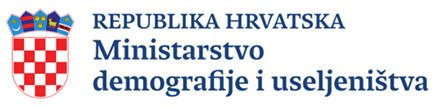 REPUBLIKA HRVATSKA
Ministarstvo
demografije i useljeništva